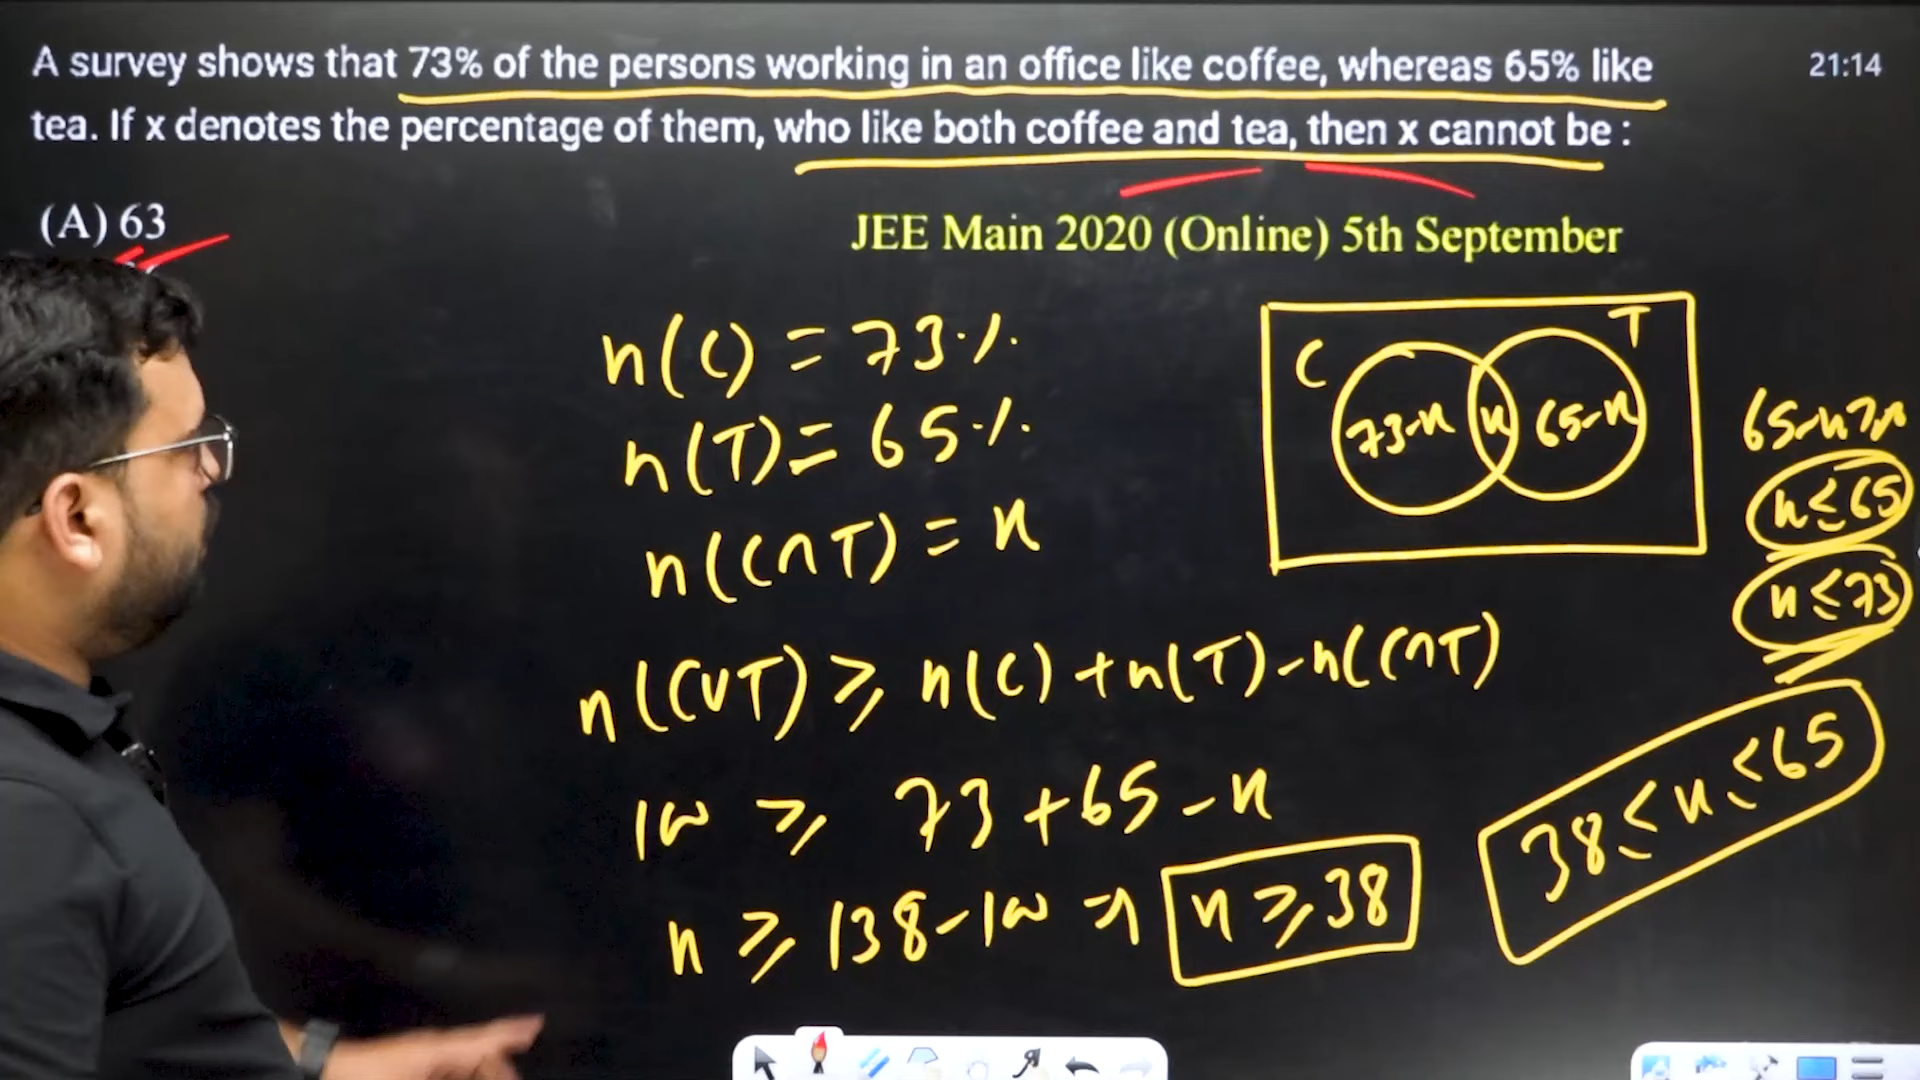 A survey shows that 73% of the persons working in an office like coffee, whereas 65% like
tea. If x denotes the percentage of them, who like both coffee and tea, then x cannot be :
21:14
(A) 63
JEE Main 2020 (Online) 5th September
n(C) = 73%
n(T) = 65%
n(C∩T) = x
C
T
73-x
x
65-x
65-x≥
x≤65
x≤73
n(C∪T) ≥ n(C) + n(T) - n(C∩T)
100 ≥ 73+65-x
x ≥ 138-100 ⇒ x ≥ 38
38≤x≤65